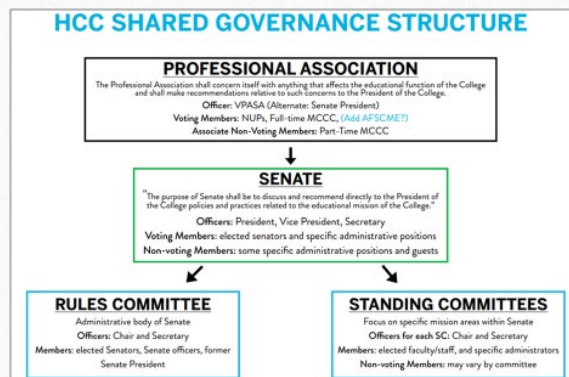 HCC SHARED GOVERNANCE STRUCTURE
PROFESSIONAL ASSOCIATION
The Professional Association shall concern itself with anything that affects the educational function of the College
and shall make recommendations relative to such concerns to the President of the College.
Officer: VPASA (Alternate: Senate President)
Voting Members: NUPs, Full-time MCCC, (Add AFSCME?)
Associate Non-Voting Members: Part-Time MCCC
SENATE
"The purpose of Senate shall be to discuss and recommend directly to the President of
the College policies and practices related to the educational mission of the College."
Officers: President, Vice President, Secretary
Voting Members: elected senators and specific administrative positions
Non-voting Members: some specific administrative positions and guests
RULES COMMITTEE
Administrative body of Senate
Officers: Chair and Secretary
Members: elected Senators, Senate officers, former
Senate President
STANDING COMMITTEES
Focus on specific mission areas within Senate
Officers for each SC: Chair and Secretary
Members: elected faculty/staff, and specific administrators
Non-voting Members: may vary by committee